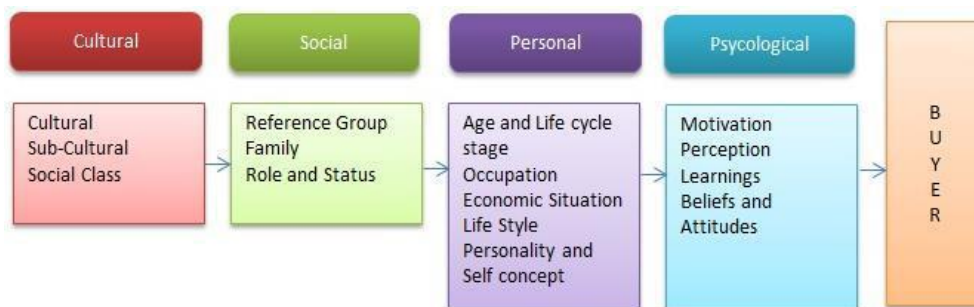 Cultural
Social
Personal
Psycological
Cultural
Sub-Cultural
Social Class
Reference Group
Family
Role and Status
Age and Life cycle
stage
Occupation
Economic Situation
Life Style
Personality and
Self concept
Motivation
Perception
Learnings
Beliefs and
Attitudes
B
U
Y
E
R